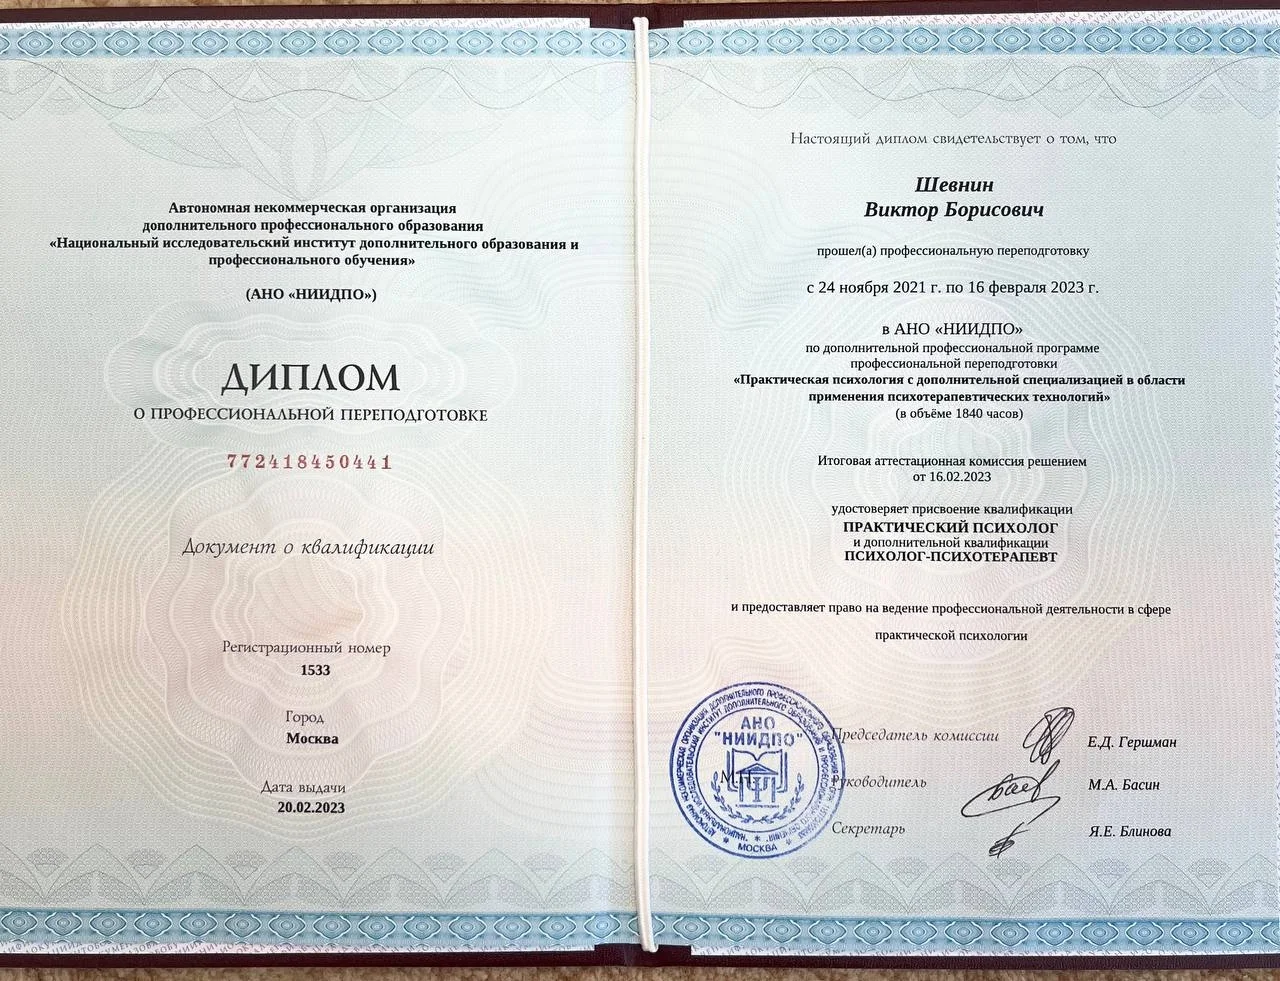 Автономная некоммерческая организация
дополнительного профессионального образования
«Национальный исследовательский институт дополнительного образования и
профессионального обучения»
(АНО «НИИДПО»)
ДИПЛОМ
О ПРОФЕССИОНАЛЬНОЙ ПЕРЕПОДГОТОВКЕ
772418450441
Документ о квалификации
Регистрационный номер
1533
Город
Москва
Дата выдачи
20.02.2023
Настоящий диплом свидетельствует о том, что
Шевнин
Виктор Борисович
прошел(а) профессиональную переподготовку
с 24 ноября 2021 г. по 16 февраля 2023 г.
в АНО «НИИДПО»
по дополнительной профессиональной программе
профессиональной переподготовки
«Практическая психология с дополнительной специализацией в области
применения психотерапевтических технологий»
(в объёме 1840 часов)
Итоговая аттестационная комиссия решением
от 16.02.2023
удостоверяет присвоение квалификации
ПРАКТИЧЕСКИЙ ПСИХОЛОГ
и дополнительной квалификации
ПСИХОЛОГ-ПСИХОТЕРАПЕВТ
и предоставляет право на ведение профессиональной деятельности в сфере
практической психологии
АНО
"НИИДПО"
М.П.
МОСКВА
Председатель комиссии
Е.Д. Гершман
Руководитель
М.А. Басин
Секретарь
Я.Е. Блинова